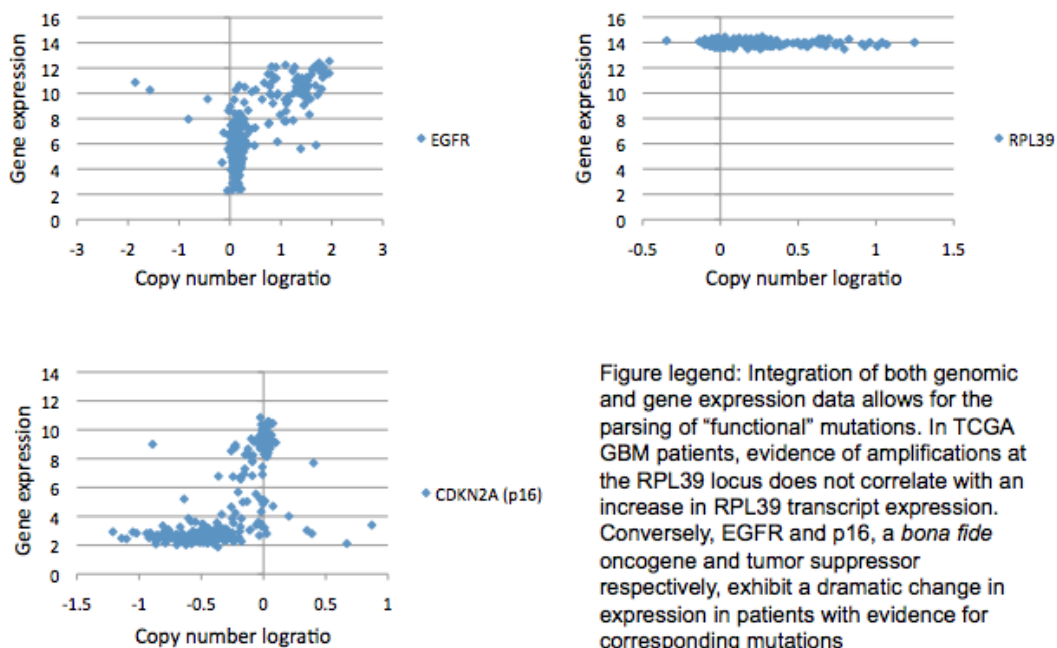 16
14
12
10
8
6
4
2
0
Gene expression
-3 -2 -1 0 1 2 3
Copy number logratio
EGFR
16
14
12
10
8
6
4
2
0
Gene expression
-0.5 0 0.5 1 1.5
Copy number logratio
RPL39
14
12
10
8
6
4
2
0
Gene expression
-1.5 -1 -0.5 0 0.5 1
Copy number logratio
CDKN2A (p16)
Figure legend: Integration of both genomic
and gene expression data allows for the
parsing of “functional” mutations. In TCGA
GBM patients, evidence of amplifications at
the RPL39 locus does not correlate with an
increase in RPL39 transcript expression.
Conversely, EGFR and p16, a bona fide
oncogene and tumor suppressor
respectively, exhibit a dramatic change in
expression in patients with evidence for
corresponding mutations